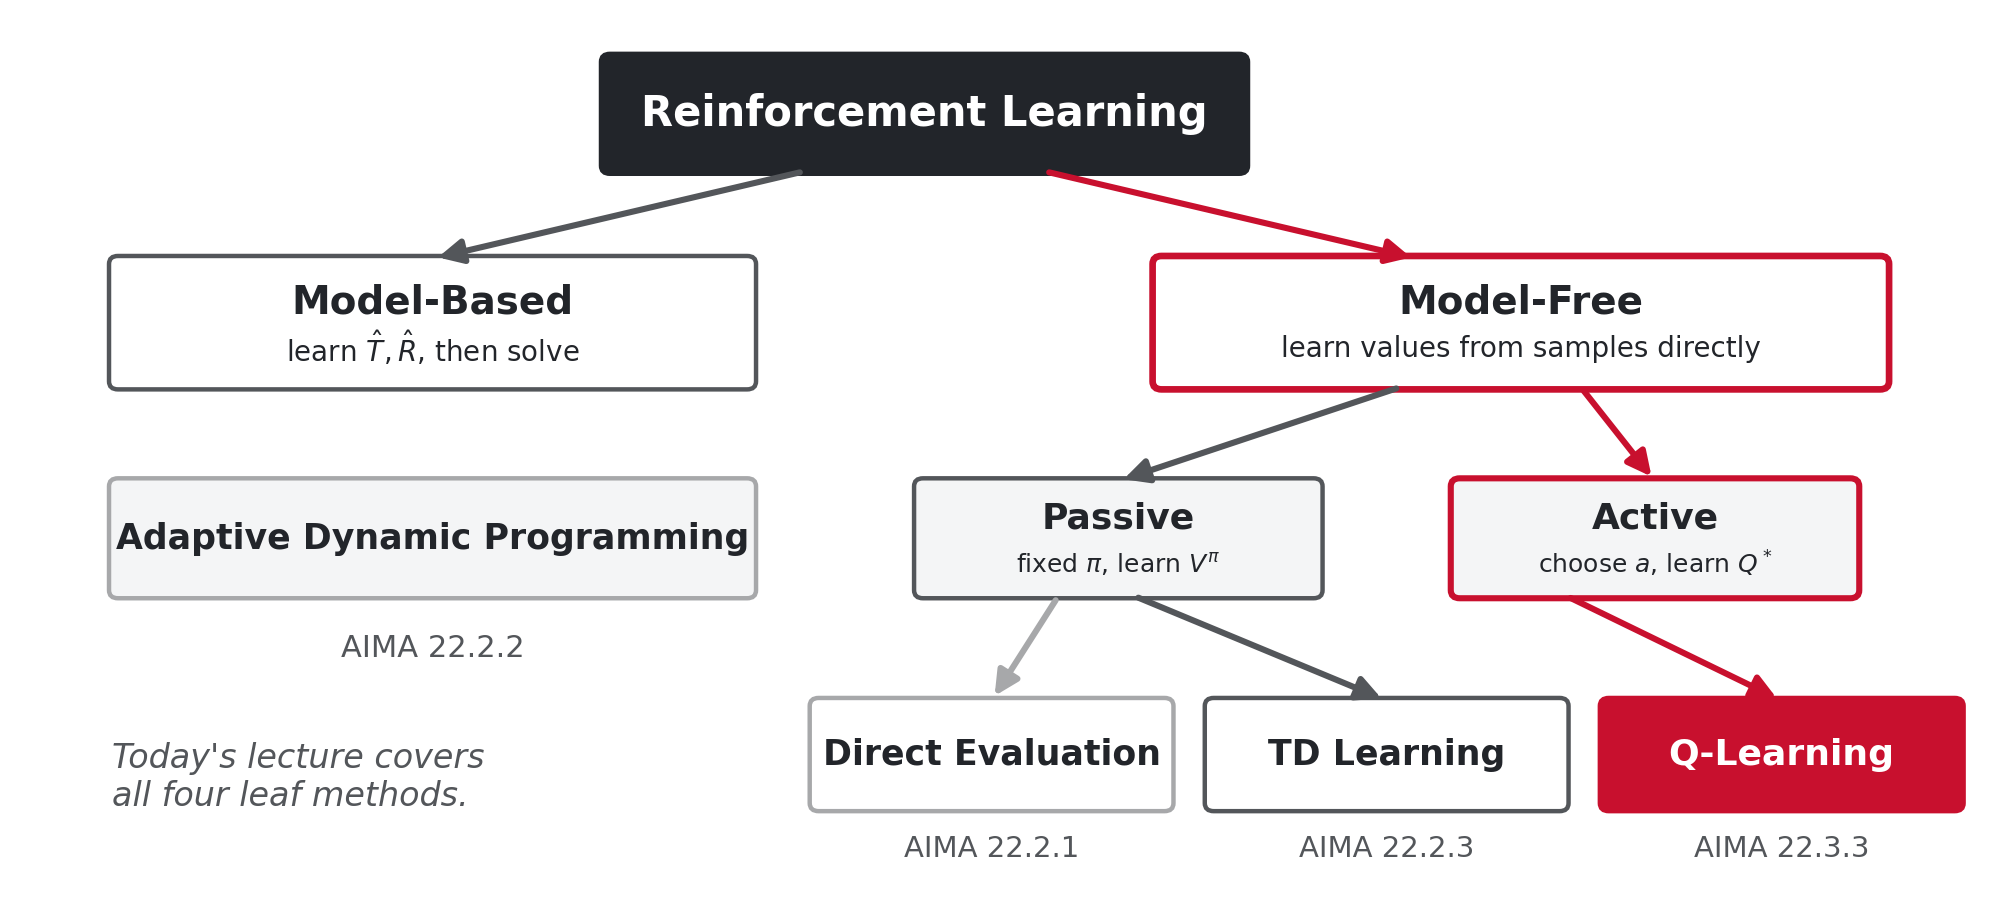 Reinforcement Learning
Model-Based
learn T̂, R̂, then solve
Model-Free
learn values from samples directly
Adaptive Dynamic Programming
AIMA 22.2.2
Passive
fixed π, learn V^π
Active
choose a, learn Q^*
Direct Evaluation
AIMA 22.2.1
TD Learning
AIMA 22.2.3
Q-Learning
AIMA 22.3.3
Today's lecture covers
all four leaf methods.